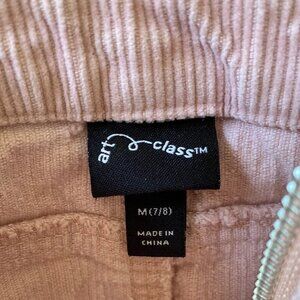 art class™
M (7/8)
MADE IN
CHINA